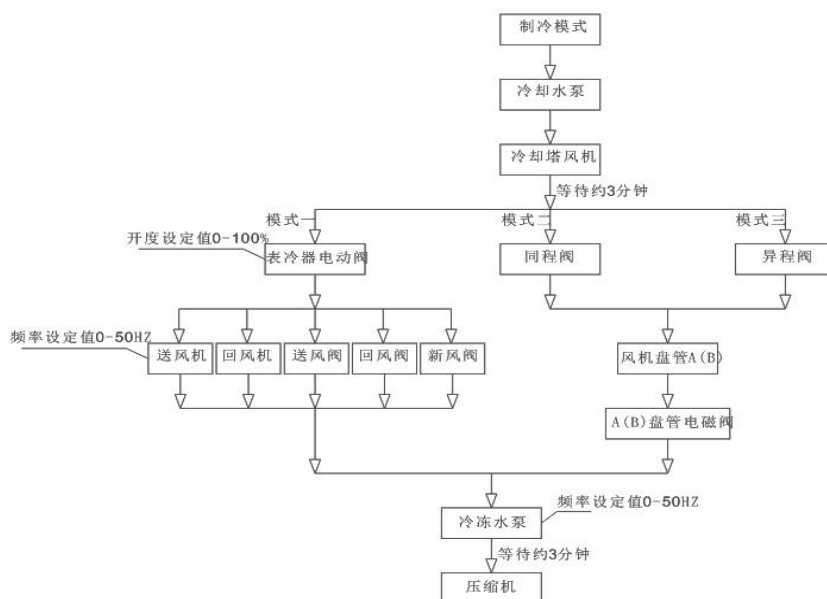 制冷模式
冷却水泵
冷却塔风机
等待约3分钟
模式一
模式二
模式三
开度设定值0-100%
表冷器电动阀
同程阀
异程阀
频率设定值0-50HZ
送风机
回风机
送风阀
回风阀
新风阀
风机盘管A(B)
A(B)盘管电磁阀
频率设定值0-50HZ
冷冻水泵
等待约3分钟
压缩机